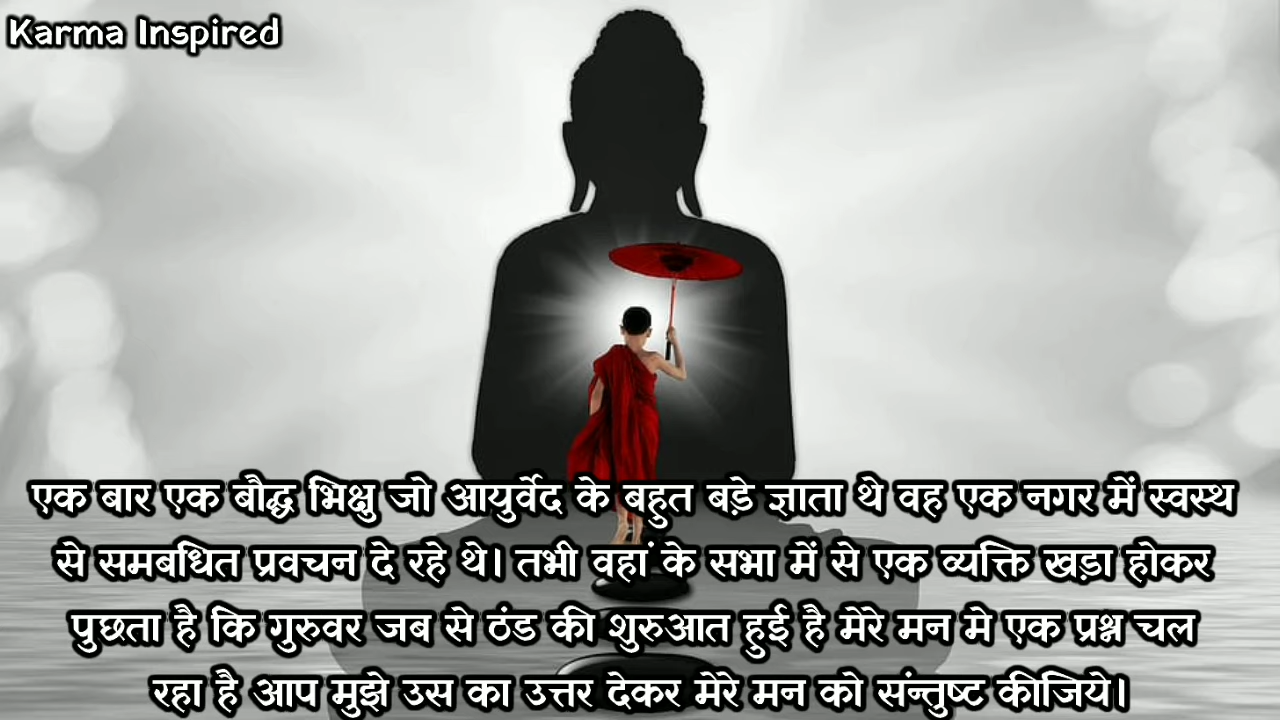 Karma Inspired
एक बार एक बौद्ध भिक्षु जो आयुर्वेद के बहुत बड़े ज्ञाता थे वह एक नगर में स्वस्थ
से समबधित प्रवचन दे रहे थे। तभी वहां के सभा में से एक व्यक्ति खड़ा होकर
पुछता है कि गुरुवर जब से ठंड की शुरुआत हुई है मेरे मन मे एक प्रश्न चल
रहा है आप मुझे उस का उत्तर देकर मेरे मन को संन्तुष्ट कीजिये।